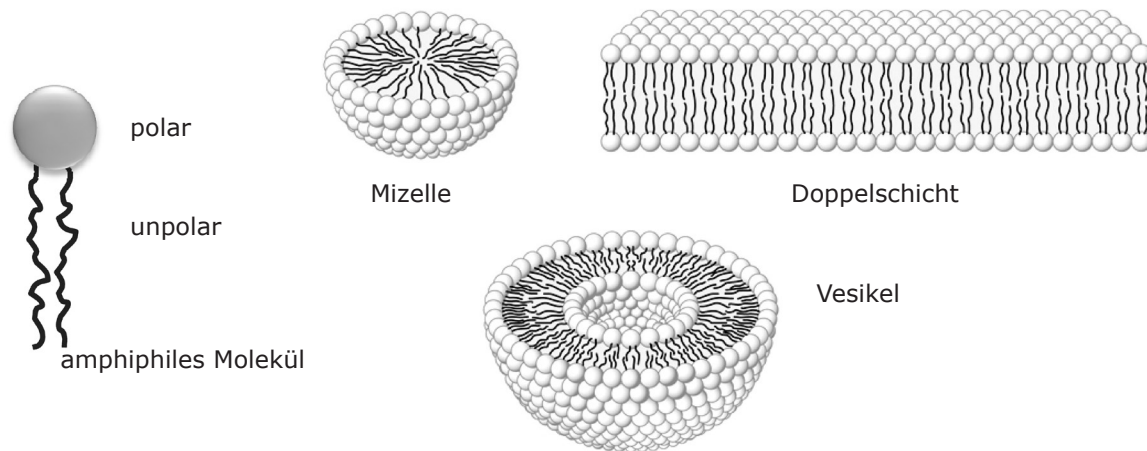 polar
unpolar
amphiphiles Molekül
Mizelle
Doppelschicht
Vesikel